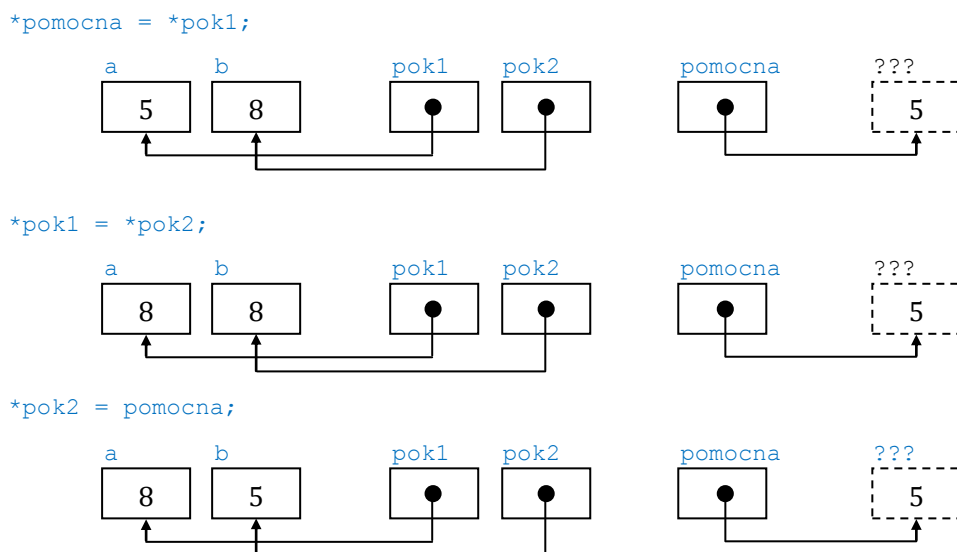 *pomocna = *pok1;
a b pok1 pok2 pomocna ???
5 8 5
*pok1 = *pok2;
a b pok1 pok2 pomocna ???
8 8 5
*pok2 = pomocna;
a b pok1 pok2 pomocna ???
8 5 5